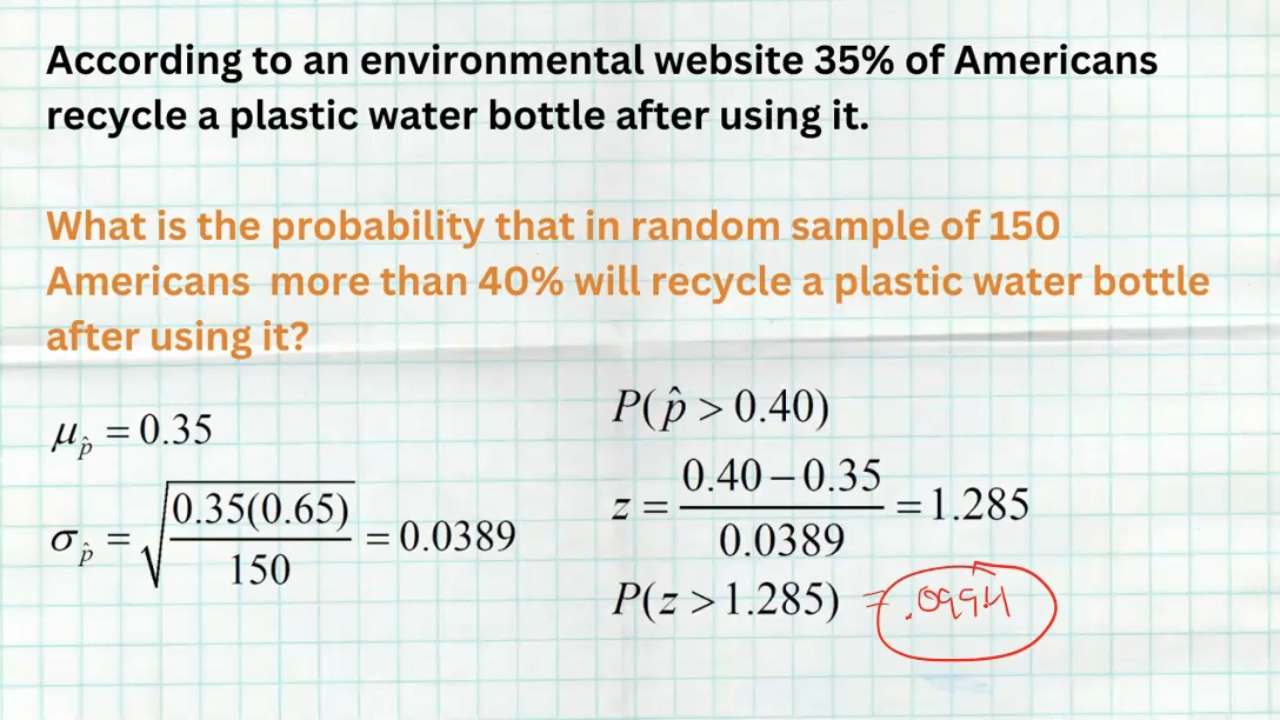 According to an environmental website 35% of Americans
recycle a plastic water bottle after using it.
What is the probability that in random sample of 150
Americans more than 40% will recycle a plastic water bottle
after using it?
μ_p̂ = 0.35
σ_p̂ = √(0.35(0.65)/150) = 0.0389
P(p̂ > 0.40)
z = (0.40 − 0.35)/0.0389 = 1.285
P(z > 1.285) = .0994